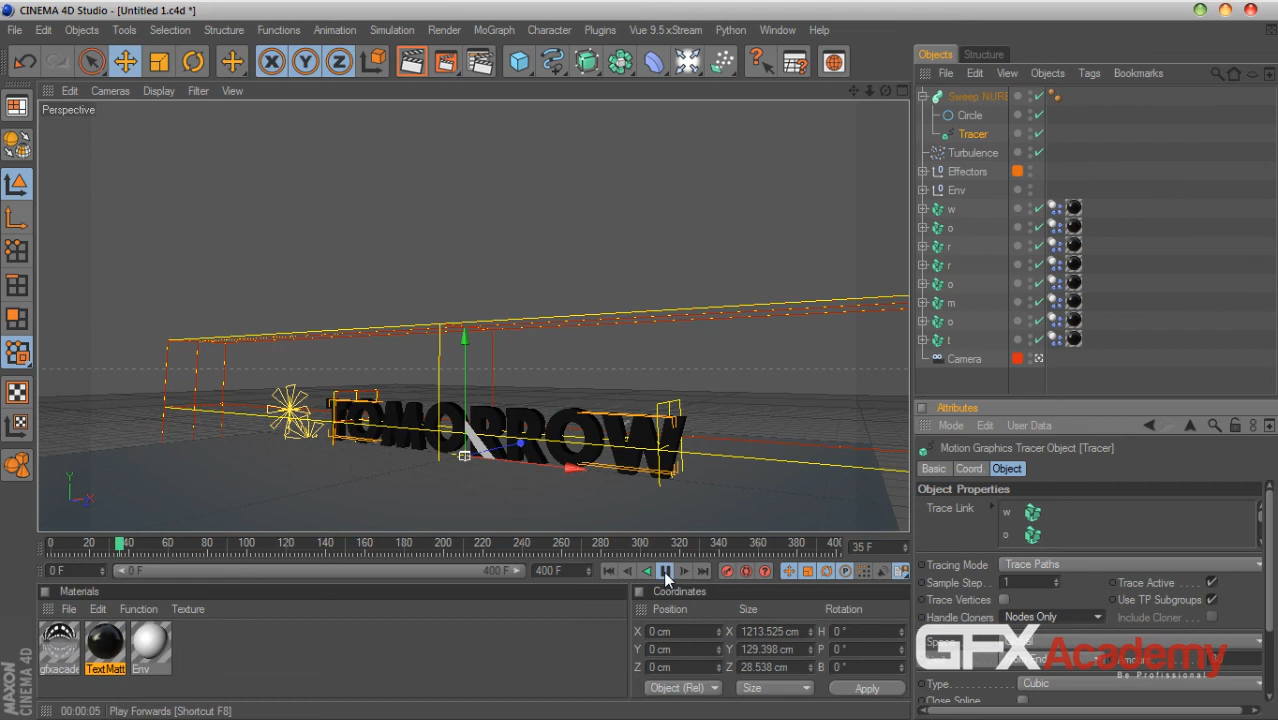 CINEMA 4D Studio - [Untitled 1.c4d *]
File Edit Objects Tools Selection Structure Functions Animation Simulation Render MoGraph Character Plugins Vue 9.5 xStream Python Window Help
Objects Structure
File Edit View Objects Tags Bookmarks
Edit Cameras Display Filter View
Perspective
Sweep NURB
Circle
Tracer
Turbulence
Effectors
Env
w
o
r
r
o
m
o
t
Camera
TOMORROW
Y
X
Attributes
Mode Edit User Data
Motion Graphics Tracer Object [Tracer]
Basic Coord. Object
Object Properties
Trace Link
w
o
Tracing Mode Trace Paths
Sample Step 1 Trace Active
Trace Vertices Use TP Subgroups
Handle Cloners Nodes Only Include Cloner
Type Cubic
Close Spline
GFXAcademy
Be Profissional
0 20 40 60 80 100 120 140 160 180 200 220 240 260 280 300 320 340 360 380 400
35 F
0 F 0 F 400 F 400 F
Materials
File Edit Function Texture
gfxacade TextMatt Env
Coordinates
Position Size Rotation
X 0 cm X 1213.525 cm H 0 °
Y 0 cm Y 129.398 cm P 0 °
Z 0 cm Z 28.538 cm B 0 °
Object (Rel) Size Apply
MAXON
CINEMA 4D
00:00:05 Play Forwards [Shortcut F8]